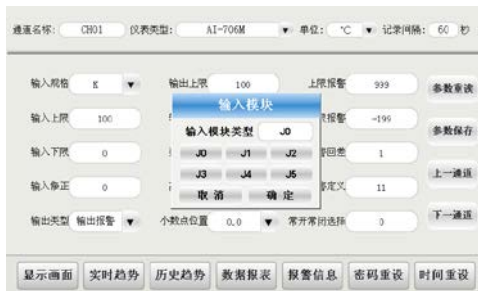 通道名称: CH01 仪表类型: AI-706M 单位: ℃ 记录间隔: 60 秒
输入规格 K 输出上限 100 上限报警 999 参数重读
输入模块
输入上限 100 报警 -199 参数保存
输入模块类型 J0
输入下限 0 J0 J1 J2 回差 1 上一通道
J3 J4 J5
输入修正 0 取消 确定 定义 11
输出类型 输出报警 小数点位置 0.0 常开常闭选择 0 下一通道
显示画面 实时趋势 历史趋势 数据报表 报警信息 密码重设 时间重设